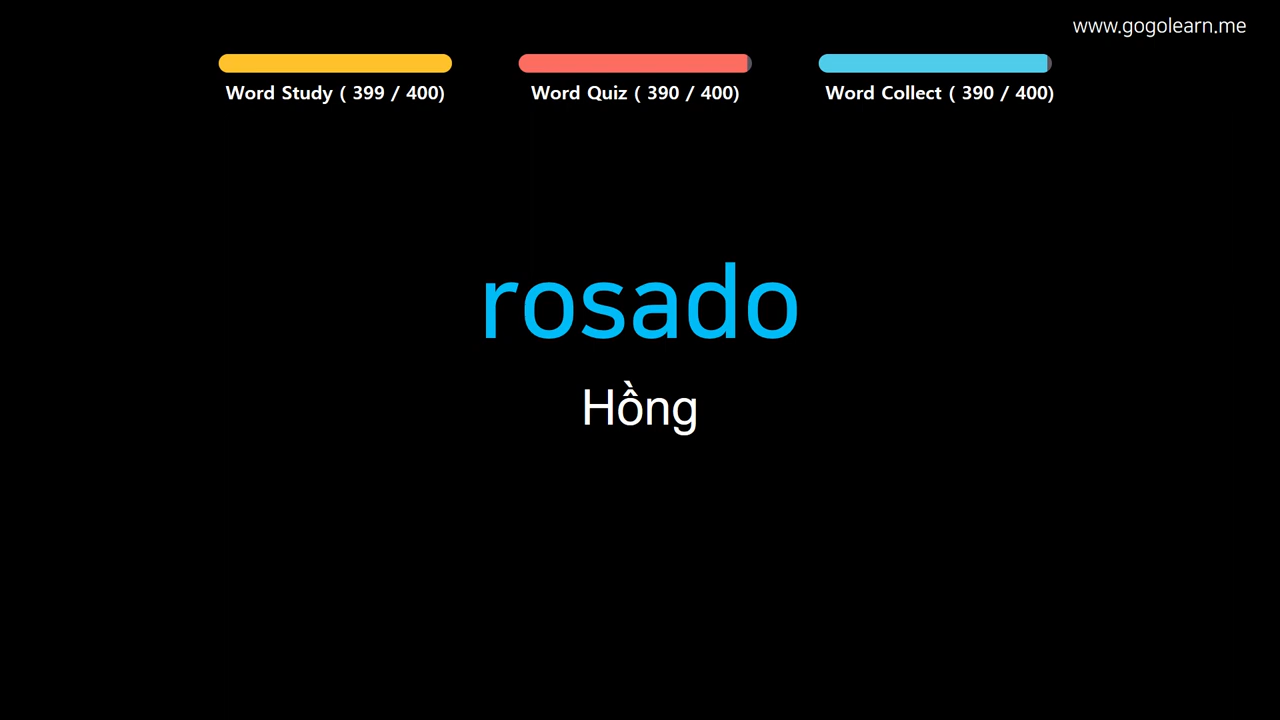 www.gogolearn.me
Word Study ( 399 / 400)
Word Quiz ( 390 / 400)
Word Collect ( 390 / 400)
rosado
Hồng